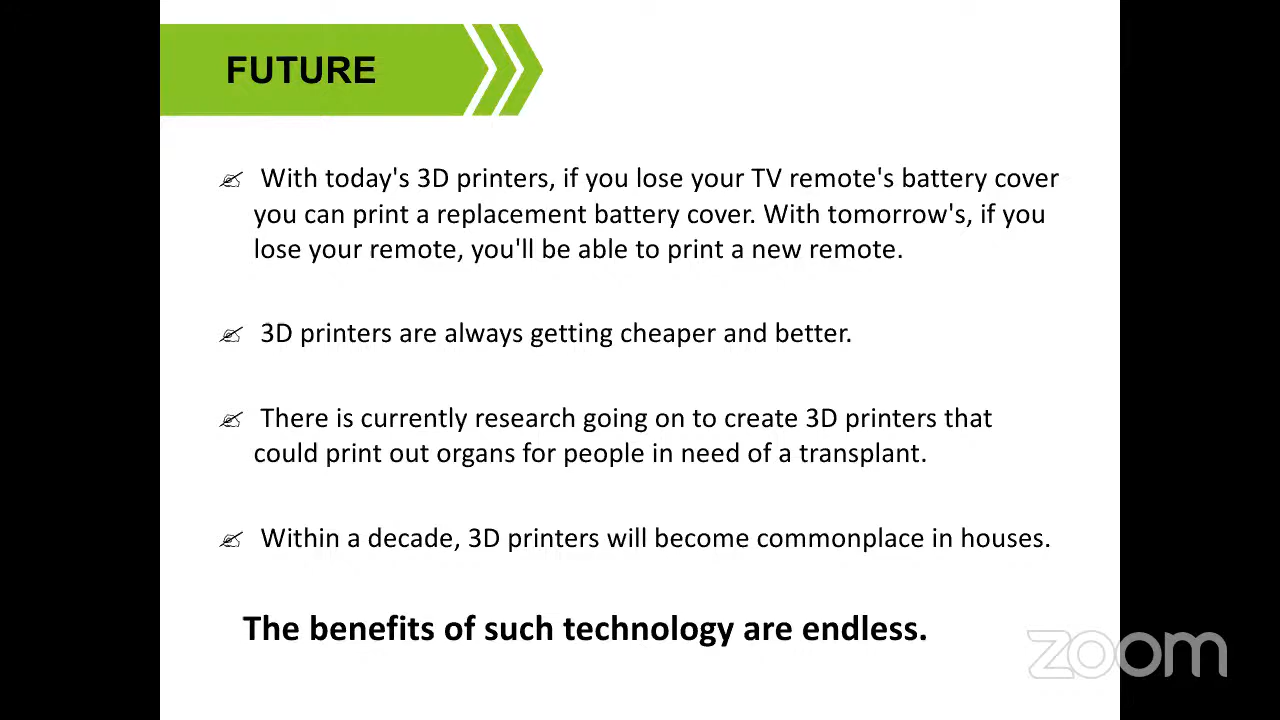 FUTURE
With today's 3D printers, if you lose your TV remote's battery cover
you can print a replacement battery cover. With tomorrow's, if you
lose your remote, you'll be able to print a new remote.
3D printers are always getting cheaper and better.
There is currently research going on to create 3D printers that
could print out organs for people in need of a transplant.
Within a decade, 3D printers will become commonplace in houses.
The benefits of such technology are endless.
zoom